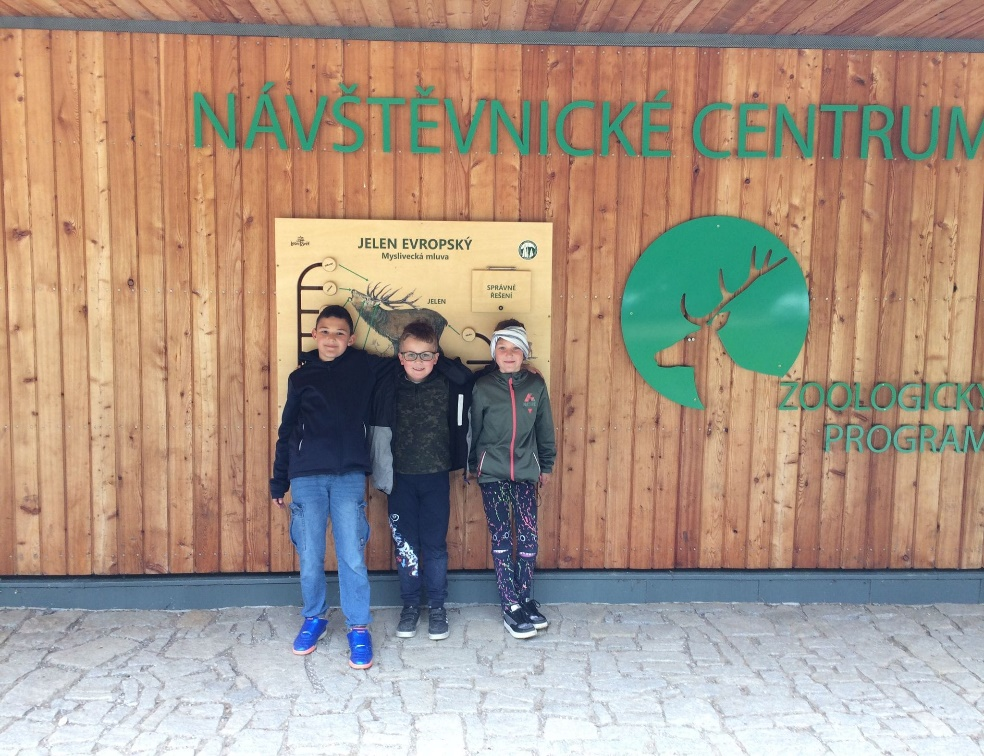 NÁVŠTĚVNICKÉ CENTRUM
JELEN EVROPSKÝ
Myslivecká mluva
SPRÁVNÉ
ŘEŠENÍ
JELEN
ZOOLOGICKÝ
PROGRAM